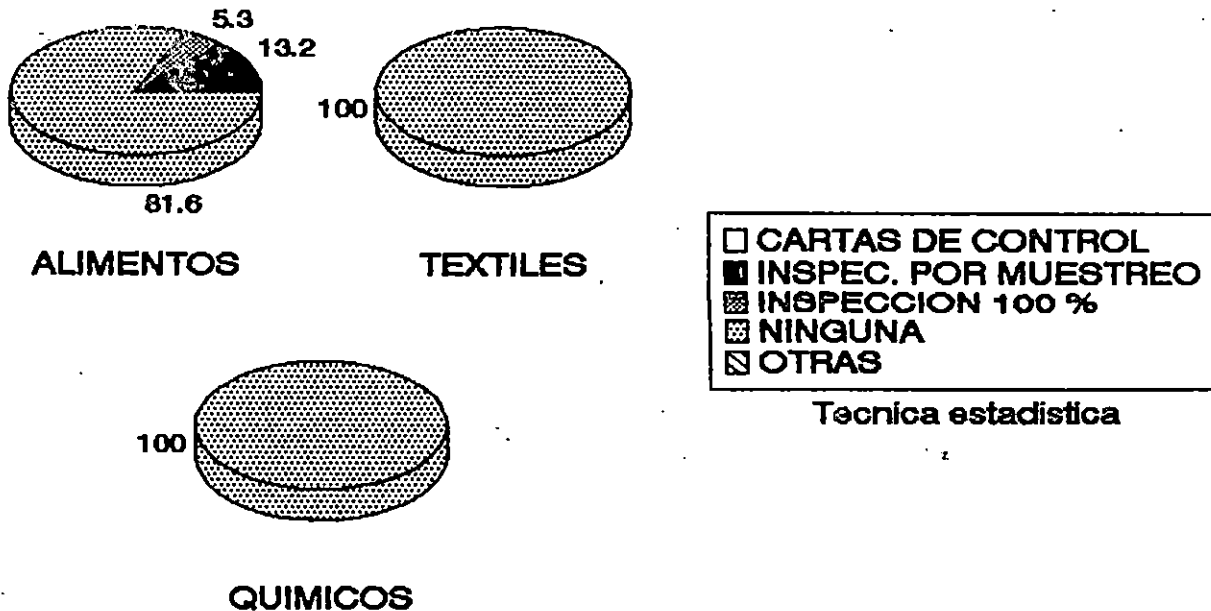 5.3
13.2
100
81.6
ALIMENTOS
TEXTILES
CARTAS DE CONTROL
INSPEC. POR MUESTREO
INSPECCION 100 %
NINGUNA
OTRAS
Tecnica estadistica
100
QUIMICOS